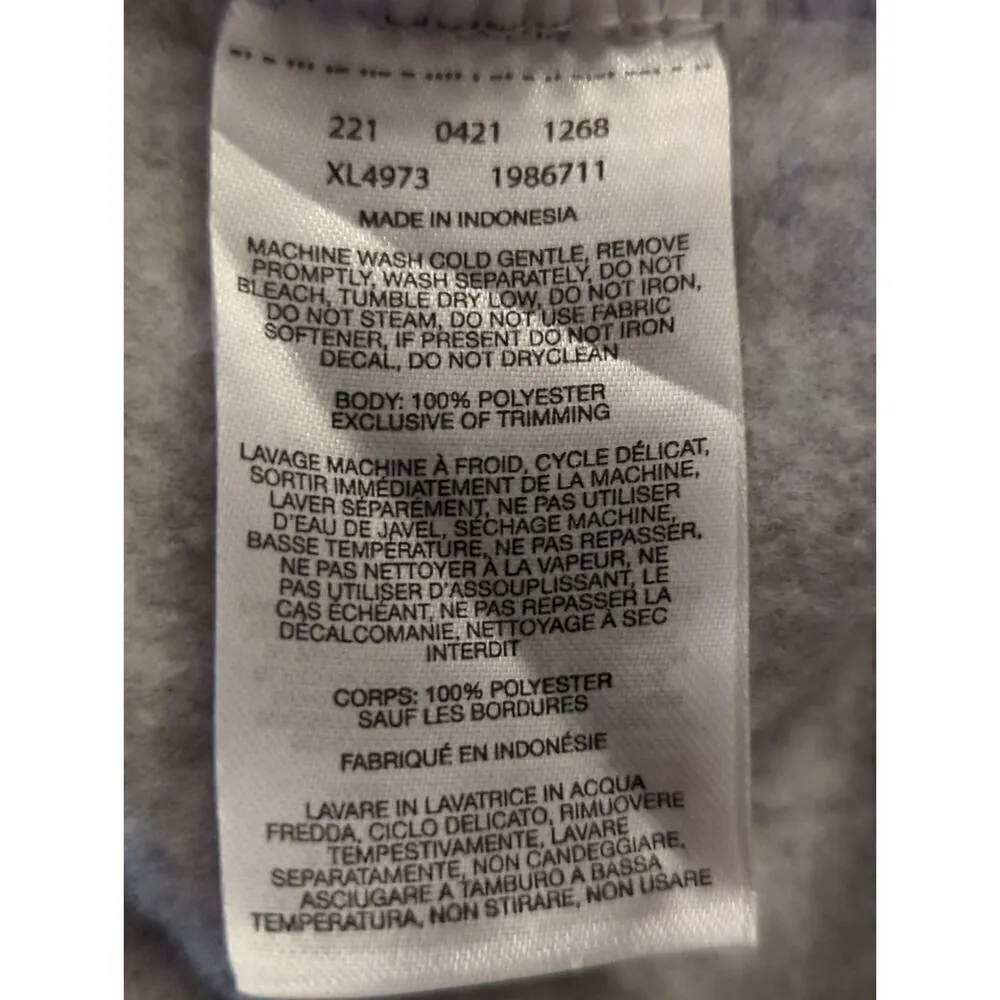 221 0421 1268
XL4973 1986711
MADE IN INDONESIA
MACHINE WASH COLD GENTLE, REMOVE
PROMPTLY, WASH SEPARATELY, DO NOT
BLEACH, TUMBLE DRY LOW, DO NOT IRON,
DO NOT STEAM, DO NOT USE FABRIC
SOFTENER, IF PRESENT DO NOT IRON
DECAL, DO NOT DRYCLEAN
BODY: 100% POLYESTER
EXCLUSIVE OF TRIMMING
LAVAGE MACHINE À FROID, CYCLE DÉLICAT,
SORTIR IMMÉDIATEMENT DE LA MACHINE,
LAVER SÉPARÉMENT, NE PAS UTILISER
D'EAU DE JAVEL, SÉCHAGE MACHINE,
BASSE TEMPÉRATURE, NE PAS REPASSER,
NE PAS NETTOYER À LA VAPEUR, NE
PAS UTILISER D'ASSOUPLISSANT, LE
CAS ÉCHÉANT, NE PAS REPASSER LA
DÉCALCOMANIE, NETTOYAGE À SEC
INTERDIT
CORPS: 100% POLYESTER
SAUF LES BORDURES
FABRIQUÉ EN INDONÉSIE
LAVARE IN LAVATRICE IN ACQUA
FREDDA, CICLO DELICATO, RIMUOVERE
TEMPESTIVAMENTE, LAVARE
SEPARATAMENTE, NON CANDEGGIARE,
ASCIUGARE A TAMBURO A BASSA
TEMPERATURA, NON STIRARE, NON USARE